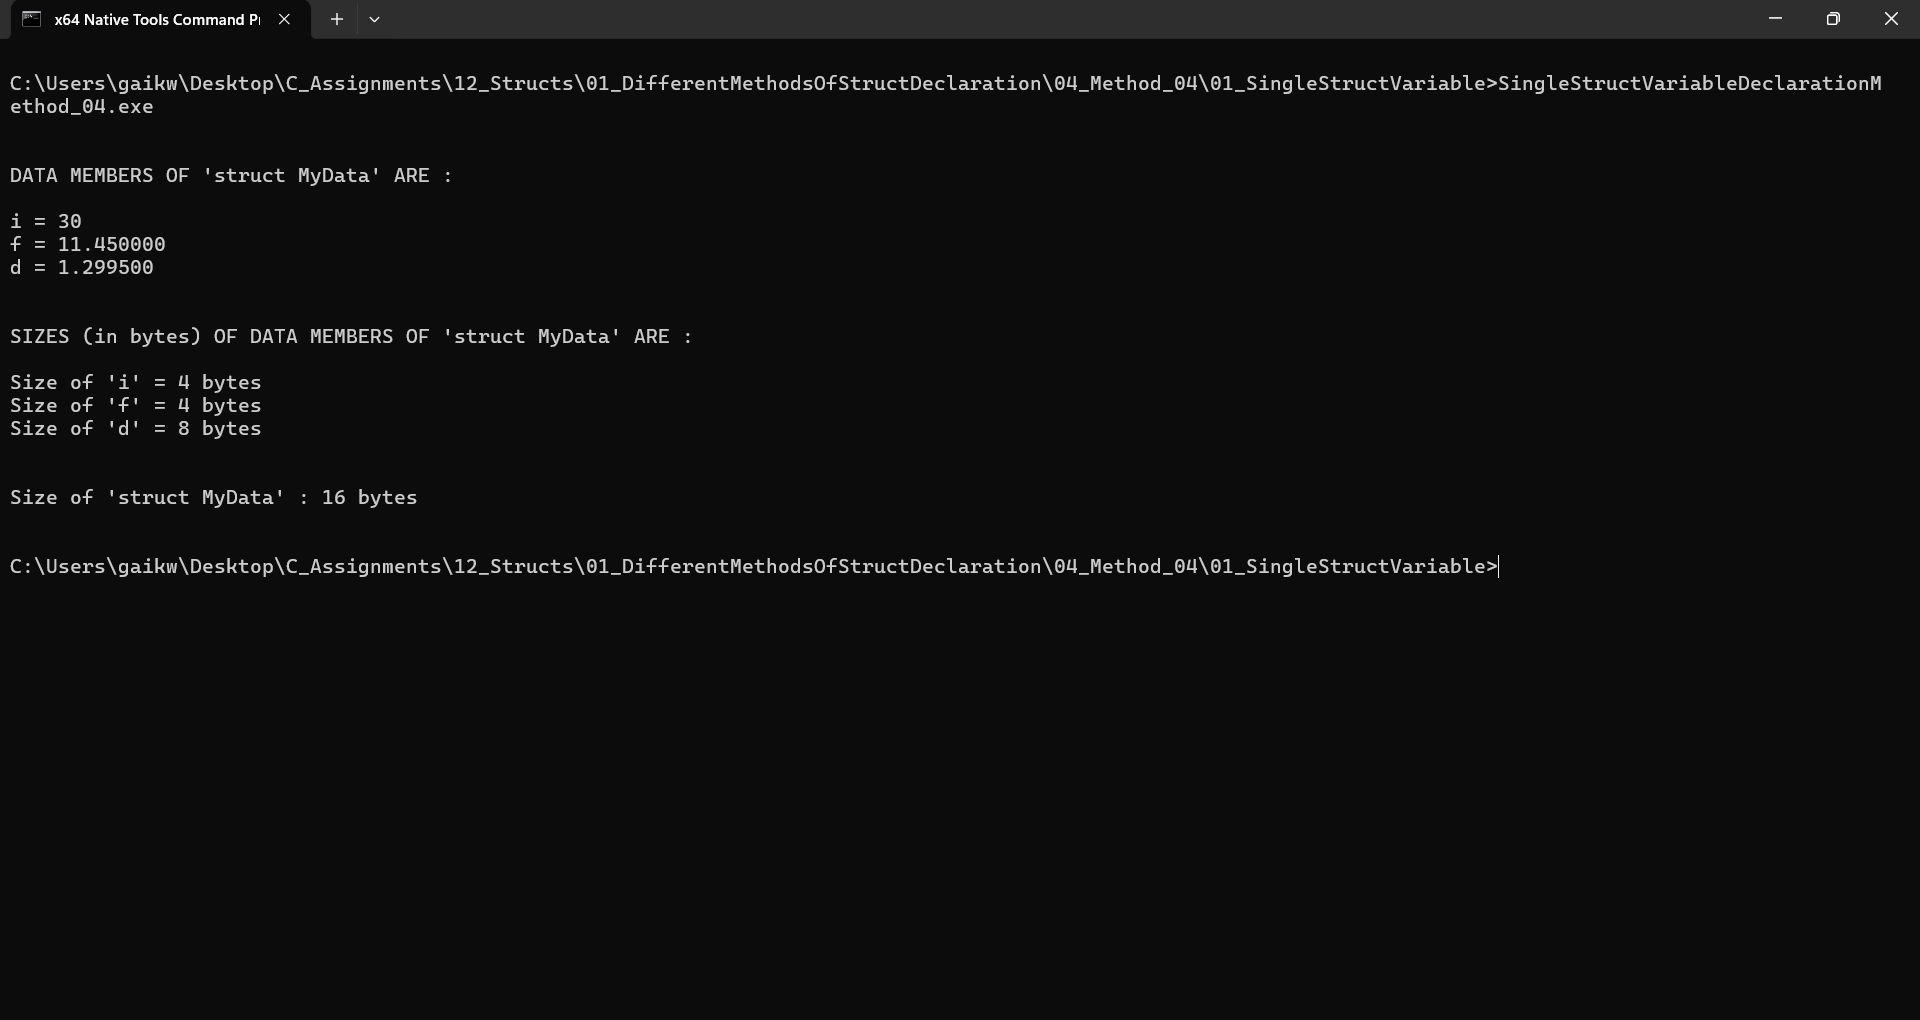 x64 Native Tools Command P
C:\Users\gaikw\Desktop\C_Assignments\12_Structs\01_DifferentMethodsOfStructDeclaration\04_Method_04\01_SingleStructVariable>SingleStructVariableDeclarationM
ethod_04.exe
DATA MEMBERS OF 'struct MyData' ARE :
i = 30
f = 11.450000
d = 1.299500
SIZES (in bytes) OF DATA MEMBERS OF 'struct MyData' ARE :
Size of 'i' = 4 bytes
Size of 'f' = 4 bytes
Size of 'd' = 8 bytes
Size of 'struct MyData' : 16 bytes
C:\Users\gaikw\Desktop\C_Assignments\12_Structs\01_DifferentMethodsOfStructDeclaration\04_Method_04\01_SingleStructVariable>